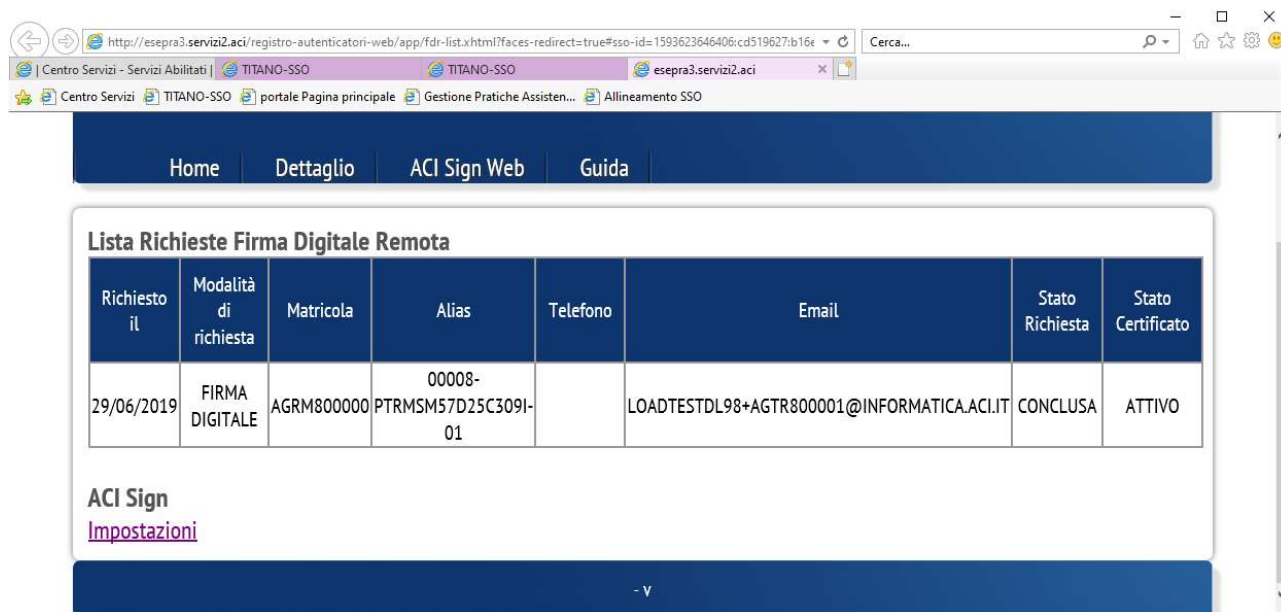 http://esepra3.servizi2.aci/registro-autenticatori-web/app/fdr-list.xhtml?faces-redirect=true#sso-id=1593623646406:cd519627:b16e
Cerca...
| Centro Servizi - Servizi Abilitati |
TITANO-SSO
TITANO-SSO
esepra3.servizi2.aci
Centro Servizi
TITANO-SSO
portale Pagina principale
Gestione Pratiche Assisten...
Allineamento SSO
Home
Dettaglio
ACI Sign Web
Guida
Lista Richieste Firma Digitale Remota
Richiesto
il
Modalità
di
richiesta
Matricola
Alias
Telefono
Email
Stato
Richiesta
Stato
Certificato
29/06/2019
FIRMA
DIGITALE
AGRM800000
00008-
PTRMSM57D25C309I-
01
LOADTESTDL98+AGTR800001@INFORMATICA.ACI.IT
CONCLUSA
ATTIVO
ACI Sign
Impostazioni
- v